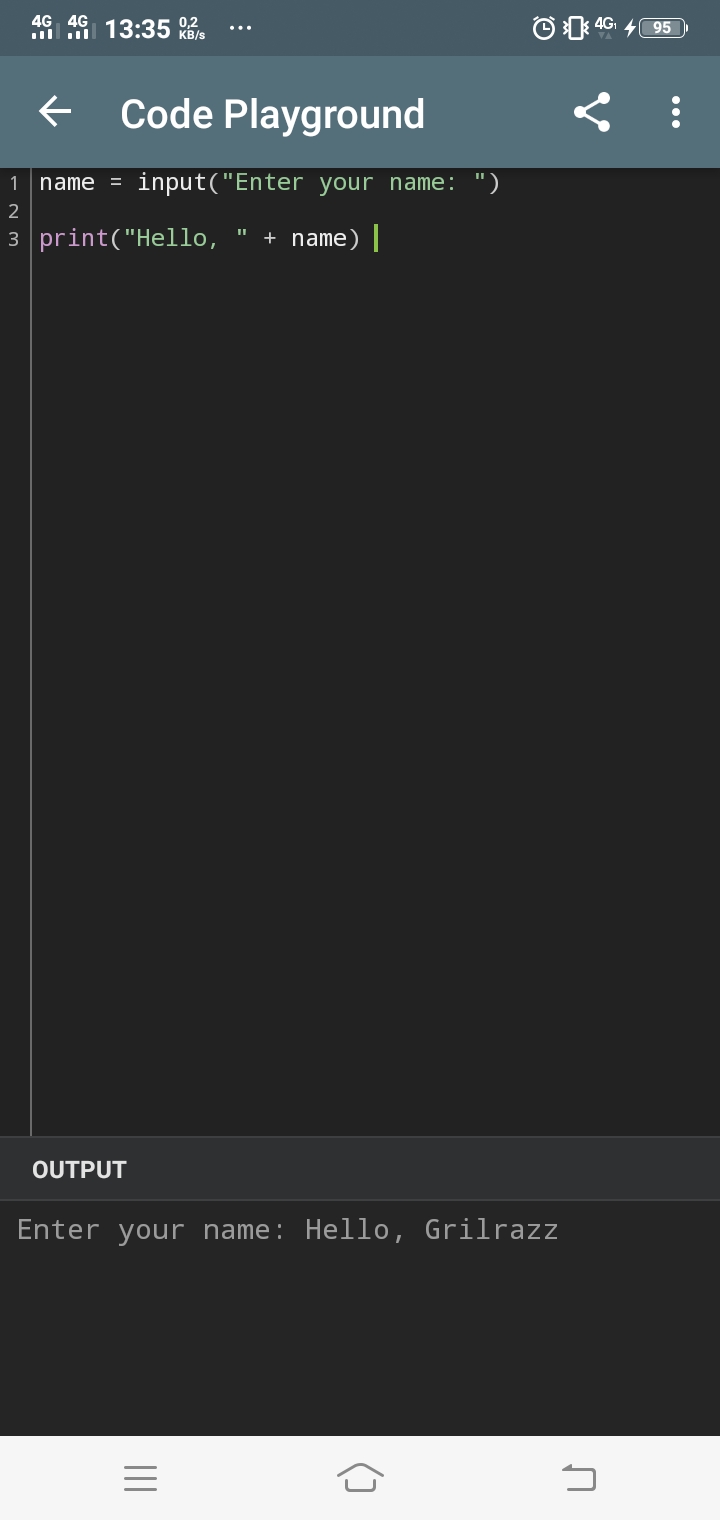 4G 4G 13:35 0,2 KB/s ... 4G 95
Code Playground
1 name = input("Enter your name: ")
2
3 print("Hello, " + name)
OUTPUT
Enter your name: Hello, Grilrazz